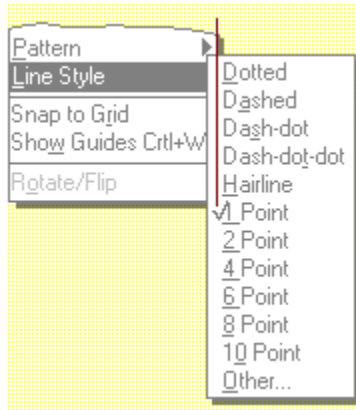 Pattern
Line Style
Snap to Grid
Show Guides Crtl+W
Rotate/Flip
Dotted
Dashed
Dash-dot
Dash-dot-dot
Hairline
1 Point
2 Point
4 Point
6 Point
8 Point
10 Point
Other...